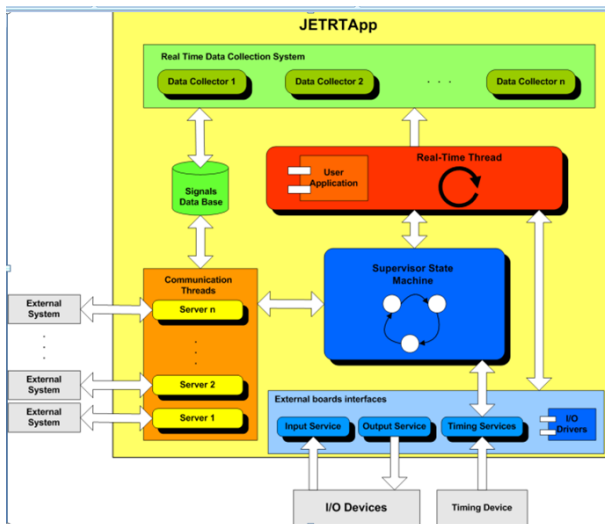 JETRTApp
Real Time Data Collection System
Data Collector 1
Data Collector 2
. . .
Data Collector n
Real-Time Thread
User
Application
Signals
Data Base
Supervisor State
Machine
Communication
Threads
Server n
Server 2
Server 1
External
System
External
System
External
System
External boards interfaces
Input Service
Output Service
Timing Services
I/O
Drivers
I/O Devices
Timing Device